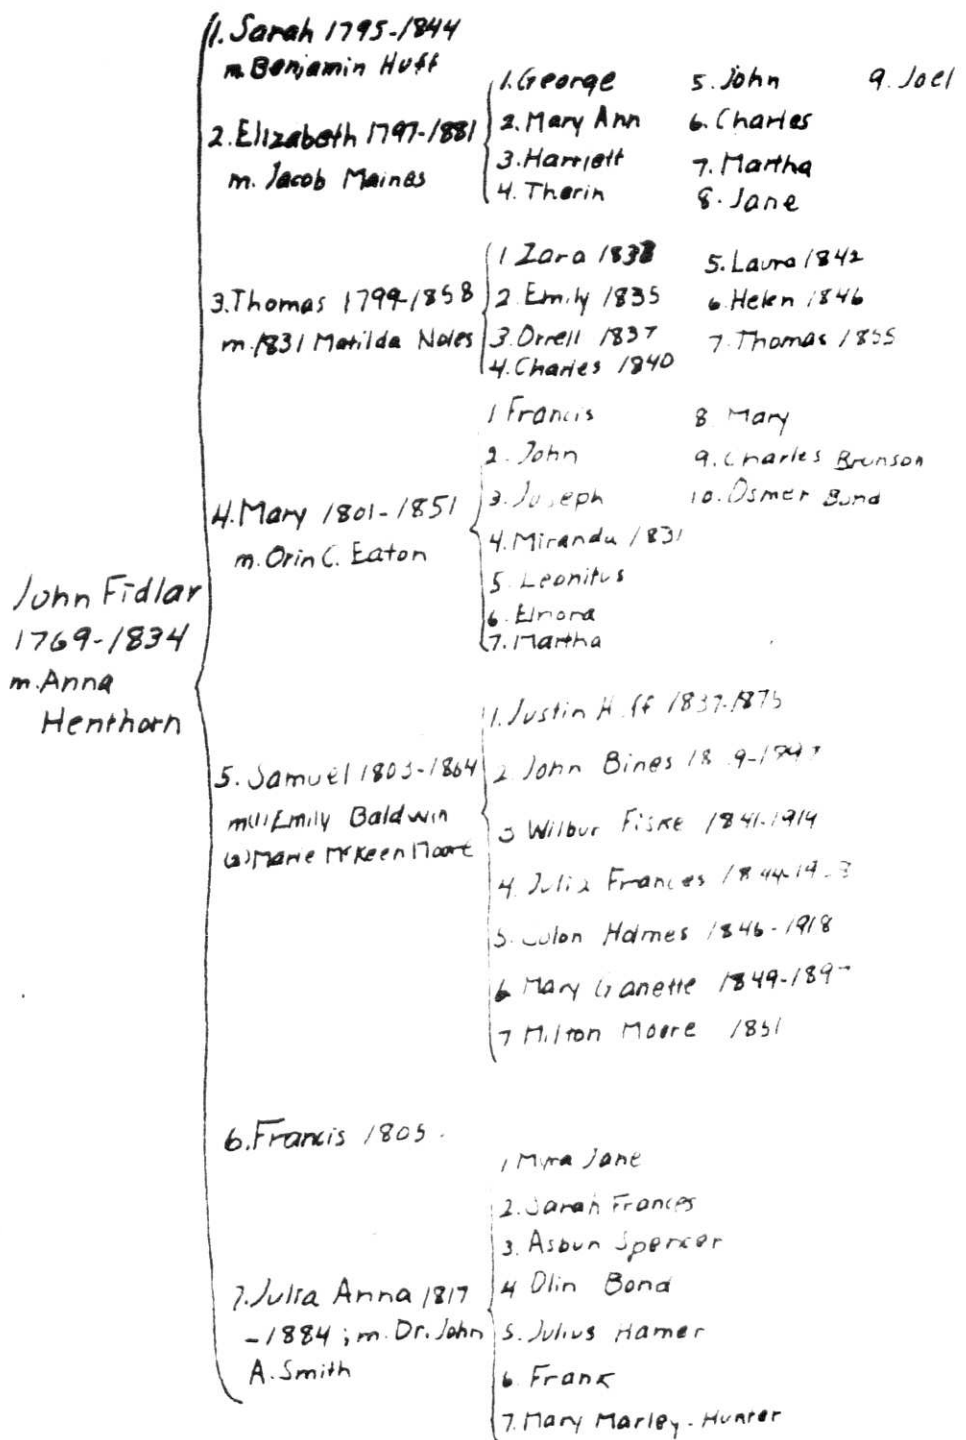 John Fidlar
1769-1834
m. Anna
Henthorn
1. Sarah 1795-1844
m. Benjamin Huff
2. Elizabeth 1797-1881
m. Jacob Maines
1. George
2. Mary Ann
3. Harriett
4. Therin
5. John
6. Charles
7. Martha
8. Jane
9. Joel
3. Thomas 1799-1858
m. 1831 Matilda Noles
1 Zara
2. Emily 1835
3. Orrell 1837
4. Charles 1840
5. Laura 1842
6. Helen 1846
7. Thomas 1855
4. Mary 1801-1851
m. Orin C. Eaton
1 Francis
2. John
3. Joseph
4. Miranda 1831
5. Leonitus
6. Elnora
7. Martha
8. Mary
9. Charles Brunson
10. Osmer Bond
5. Samuel 1803-1864
m(1) Emily Baldwin
(2) Marie McKeen Moore
1. Justin Huff 1837-1875
2 John Bines
3 Wilbur Fiske 1841-1914
4. Julia Frances
5. Holmes 1846-1918
6 Mary Ganette
7 Milton Moore 1851
6. Francis 1805
7. Julia Anna 1817
-1884; m. Dr. John
A. Smith
1 Myra Jane
2. Sarah Frances
3. Asbun Spencer
4 Olin Bond
5. Julius Hamer
6. Frank
7. Mary Marley-Hunter